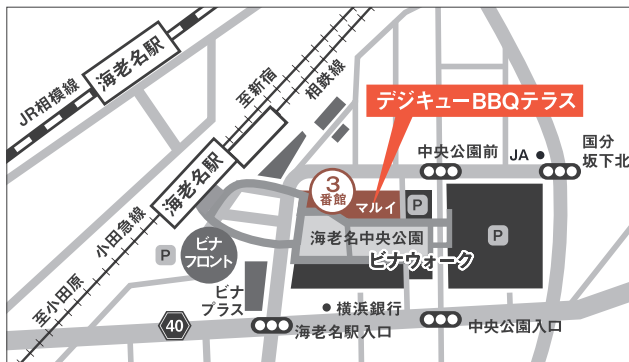 海老名駅
JR相模線
至新宿
相鉄線
デジキューBBQテラス
中央公園前
JA
国分
坂下北
海老名駅
小田急線
至小田原
3
番館
マルイ
P
P
P
ビナ
フロント
海老名中央公園
ビナウォーク
ビナ
プラス
横浜銀行
40
海老名駅入口
中央公園入口